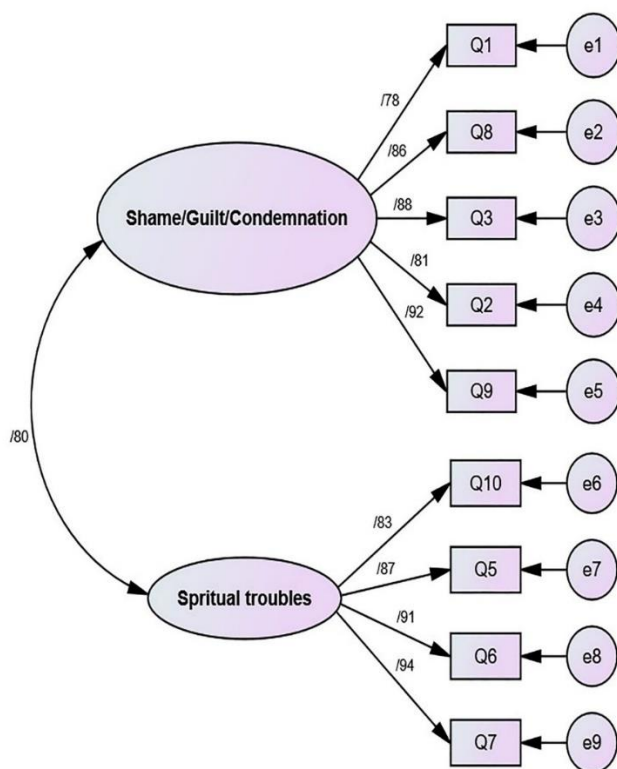 Q1 e1
/78
Q8 e2
/86
Shame/Guilt/Condemnation
/88
Q3 e3
/81
Q2 e4
/92
Q9 e5
/80
Q10 e6
/83
/87
Q5 e7
Spritual troubles
/91
Q6 e8
/94
Q7 e9